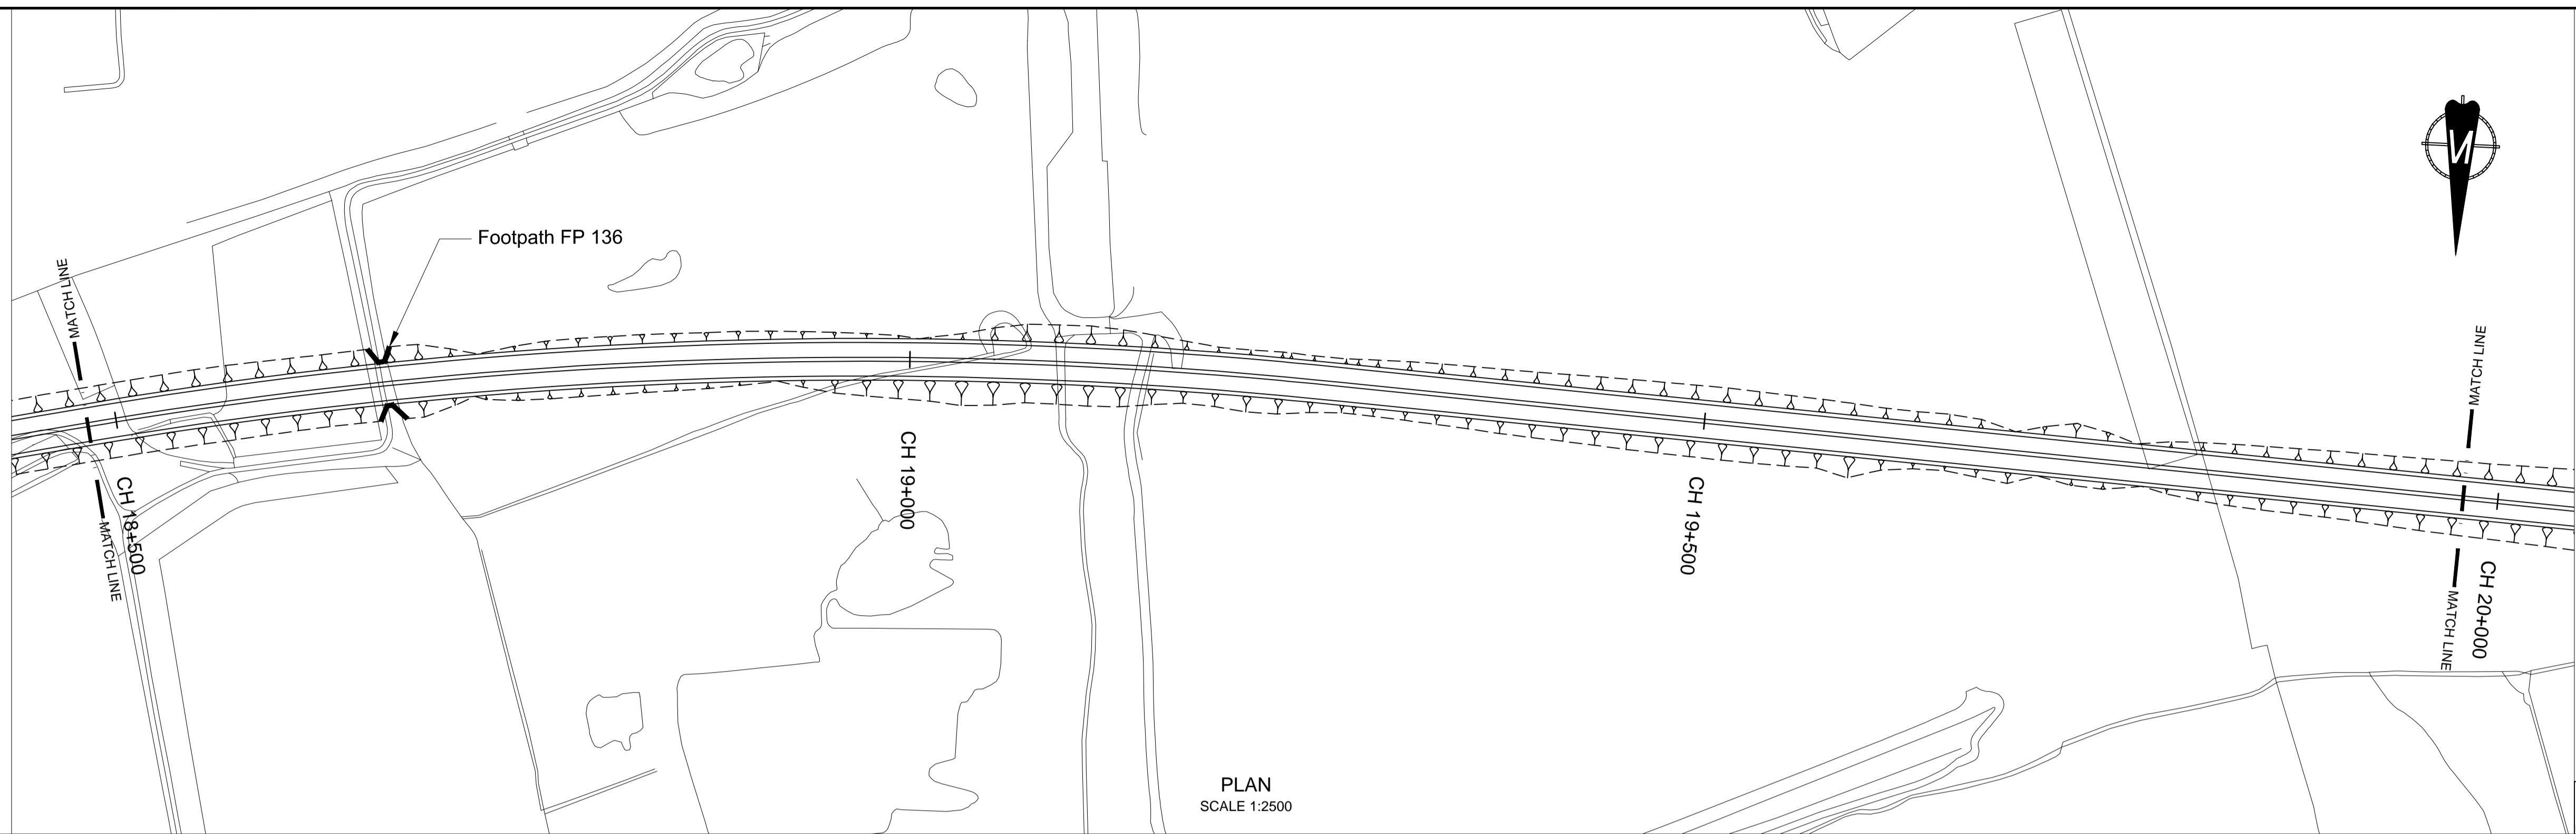 Footpath FP 136
MATCH LINE
MATCH LINE
CH 18+500
CH 19+000
CH 19+500
MATCH LINE
MATCH LINE
CH 20+000
N
PLAN
SCALE 1:2500